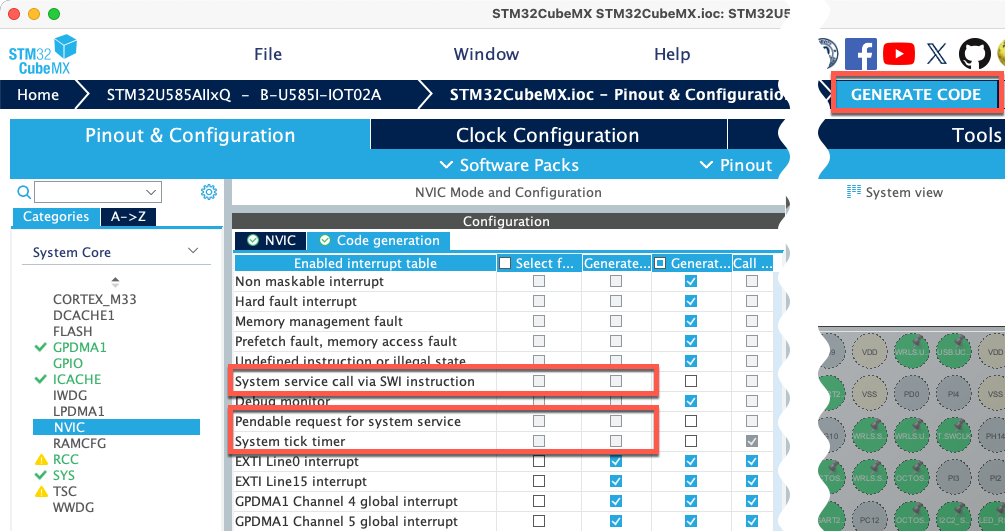 STM32CubeMX STM32CubeMX.ioc: STM32U5
STM32
CubeMX
File Window Help
Home STM32U585AIIxQ - B-U585I-IOT02A STM32CubeMX.ioc - Pinout & Configuratio GENERATE CODE
Pinout & Configuration Clock Configuration Tools
Software Packs Pinout
NVIC Mode and Configuration System view
Categories A->Z
Configuration
System Core
NVIC Code generation
Enabled interrupt table Select f... Generate... Generat... Call ...
Non maskable interrupt
Hard fault interrupt
Memory management fault
Prefetch fault, memory access fault
Undefined instruction or illegal state
System service call via SWI instruction
Debug monitor
Pendable request for system service
System tick timer
EXTI Line0 interrupt
EXTI Line15 interrupt
GPDMA1 Channel 4 global interrupt
GPDMA1 Channel 5 global interrupt
CORTEX_M33
DCACHE1
FLASH
GPDMA1
GPIO
ICACHE
IWDG
LPDMA1
NVIC
RAMCFG
RCC
SYS
TSC
WWDG
VDD WRLS.U.. USB.UC.. VDD
VSST2 VSS PD0 PI4 VSS
WRLS.S.. WRLS.U.. T.SWCLK PH14
WRLS.S.. OCTOS.. PI3 PI2
PC12 OCTOS.. I2C2_S..